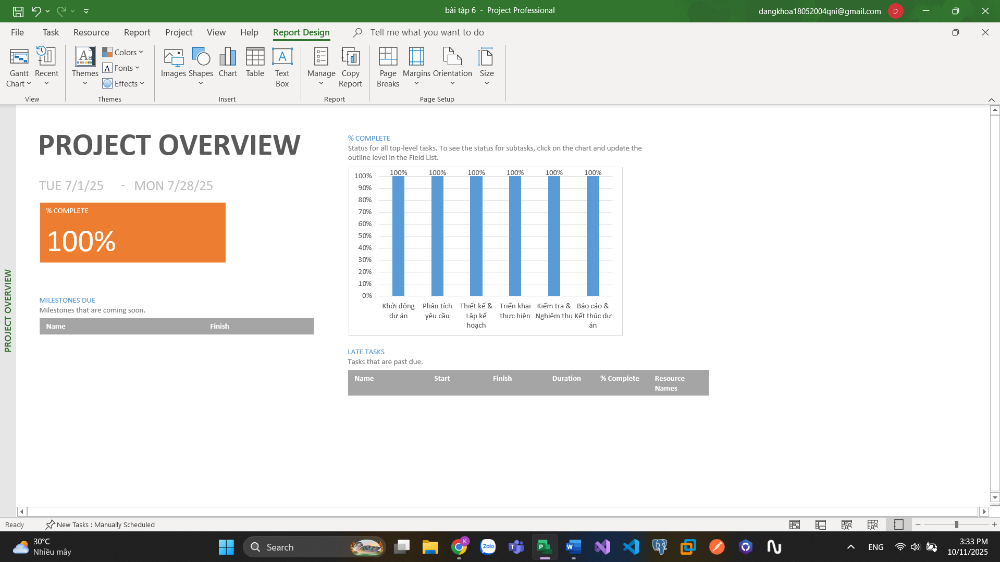 bài tập 6 - Project Professional
dangkhoa18052004qni@gmail.com
D
File Task Resource Report Project View Help Report Design Tell me what you want to do
Gantt Chart
Recent
View
Aa
Themes
Colors
A Fonts
Effects
Themes
Images
Shapes
Chart
Table
A
Text Box
Insert
Manage
Copy Report
Report
Page Breaks
Margins
Orientation
Size
Page Setup
PROJECT OVERVIEW
PROJECT OVERVIEW
TUE 7/1/25 - MON 7/28/25
% COMPLETE
100%
MILESTONES DUE
Milestones that are coming soon.
Name Finish
% COMPLETE
Status for all top-level tasks. To see the status for subtasks, click on the chart and update the
outline level in the Field List.
100% 100% 100% 100% 100% 100%
100%
90%
80%
70%
60%
50%
40%
30%
20%
10%
0%
Khởi động dự án
Phân tích yêu cầu
Thiết kế & Lập kế hoạch
Triển khai thực hiện
Kiểm tra & Nghiệm thu
Báo cáo & Kết thúc dự án
LATE TASKS
Tasks that are past due.
Name Start Finish Duration % Complete Resource Names
Ready New Tasks : Manually Scheduled
30°C
Nhiều mây
Search
K
Zalo
T
P
W
ENG
3:33 PM
10/11/2025